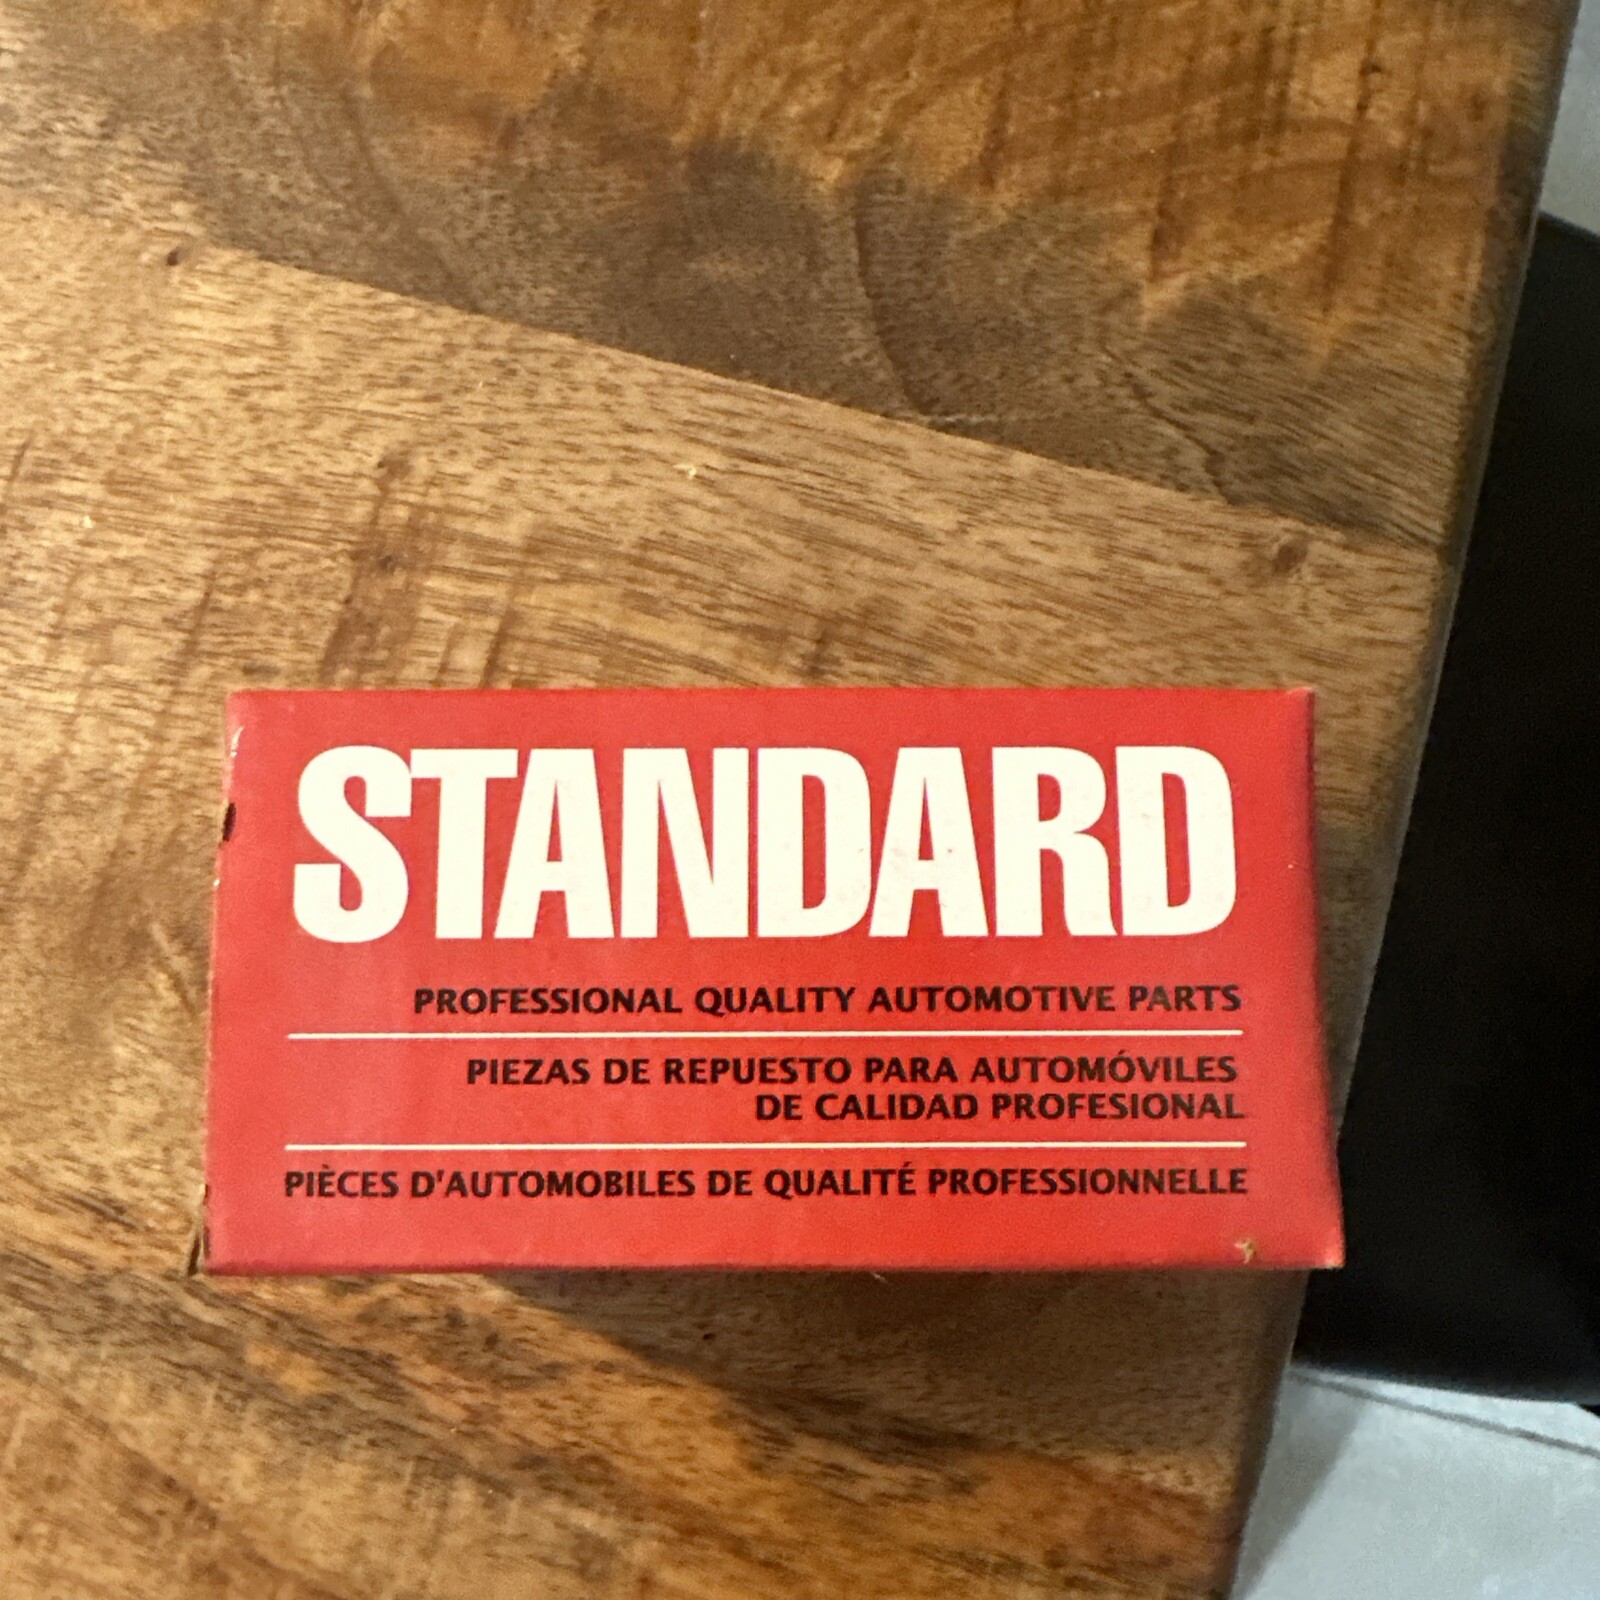 STANDARD
PROFESSIONAL QUALITY AUTOMOTIVE PARTS
PIEZAS DE REPUESTO PARA AUTOMÓVILES
DE CALIDAD PROFESIONAL
PIÈCES D'AUTOMOBILES DE QUALITÉ PROFESSIONNELLE